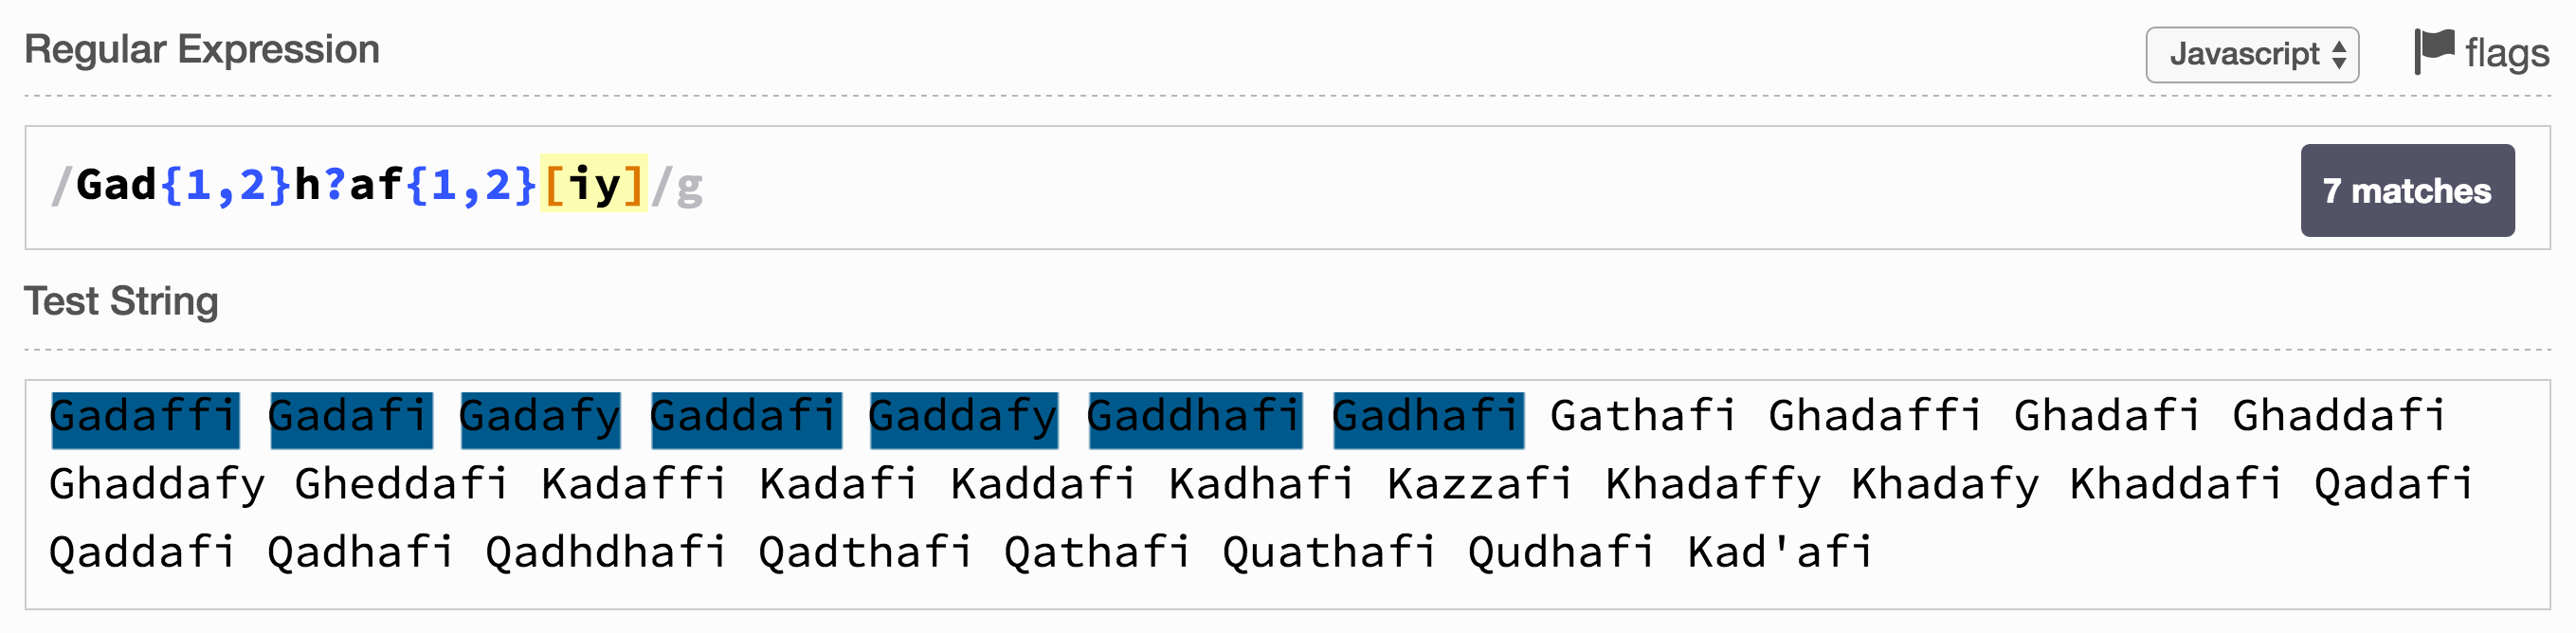 Regular Expression
Javascript flags
/Gad{1,2}h?af{1,2}[iy]/g
7 matches
Test String
Gadaffi Gadafi Gadafy Gaddafi Gaddafy Gaddhafi Gadhafi Gathafi Ghadaffi Ghadafi Ghaddafi
Ghaddafy Gheddafi Kadaffi Kadafi Kaddafi Kadhafi Kazzafi Khadaffy Khadafy Khaddafi Qadafi
Qaddafi Qadhafi Qadhdhafi Qadthafi Qathafi Quathafi Qudhafi Kad'afi